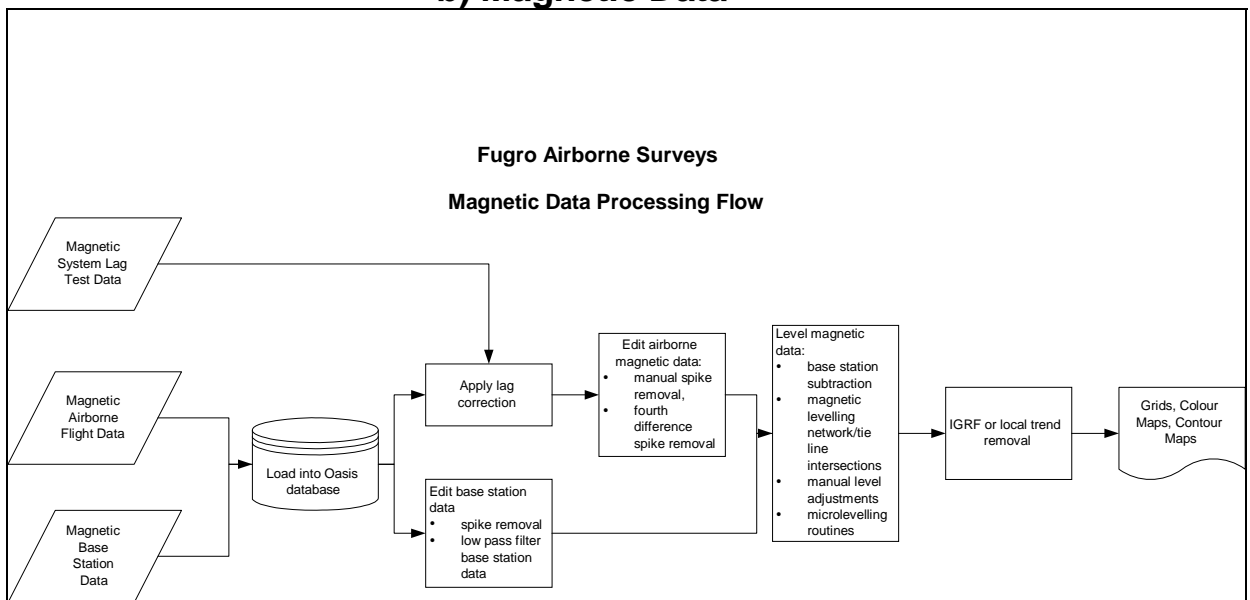 b) Magnetic Data
Fugro Airborne Surveys
Magnetic Data Processing Flow
Magnetic
System Lag
Test Data
Magnetic
Airborne
Flight Data
Magnetic
Base
Station
Data
Load into Oasis
database
Apply lag
correction
Edit base station
data
• spike removal
• low pass filter
base station
data
Edit airborne
magnetic data:
• manual spike
removal,
• fourth
difference
spike removal
Level magnetic
data:
• base station
subtraction
• magnetic
levelling
network/tie
line
intersections
• manual level
adjustments
• microlevelling
routines
IGRF or local trend
removal
Grids, Colour
Maps, Contour
Maps